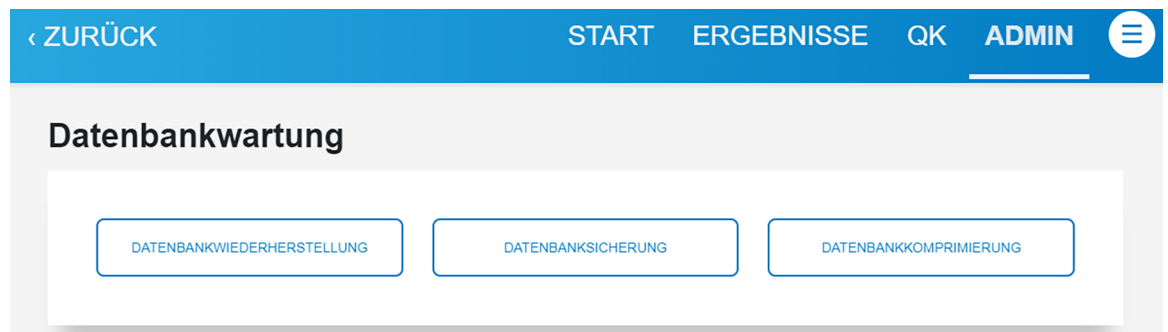 ‹ ZURÜCK START ERGEBNISSE QK ADMIN
Datenbankwartung
DATENBANKWIEDERHERSTELLUNG DATENBANKSICHERUNG DATENBANKKOMPRIMIERUNG